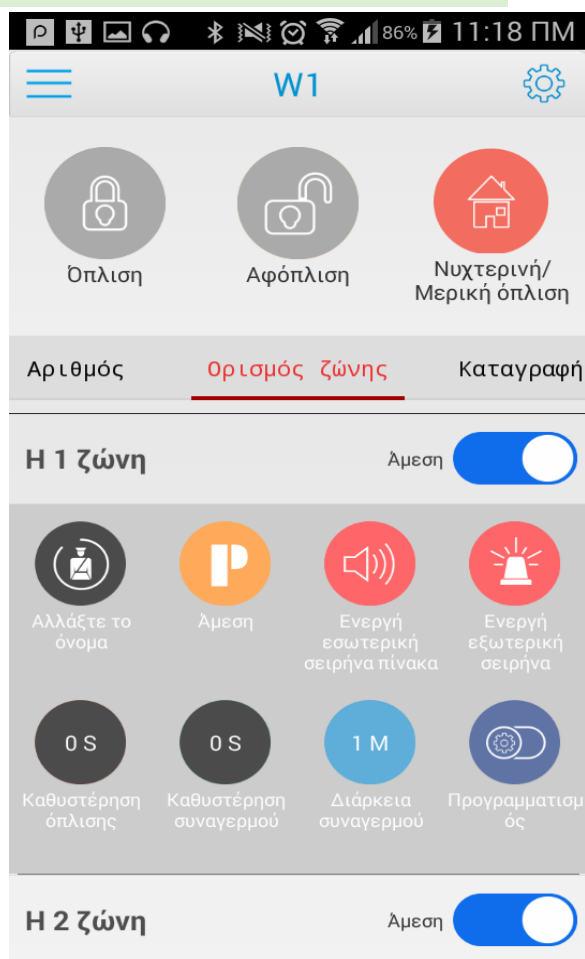 86% 11:18 ΠΜ
W1
Όπλιση
Αφόπλιση
Νυχτερινή/
Μερική όπλιση
Αριθμός
Ορισμός ζώνης
Καταγραφή
Η 1 ζώνη
Άμεση
Αλλάξτε το
όνομα
Άμεση
Ενεργή
εσωτερική
σειρήνα πίνακα
Ενεργή
εξωτερική
σειρήνα
0 S
0 S
1 M
Καθυστέρηση
όπλισης
Καθυστέρηση
συναγερμού
Διάρκεια
συναγερμού
Προγραμματισμ
ός
Η 2 ζώνη
Άμεση